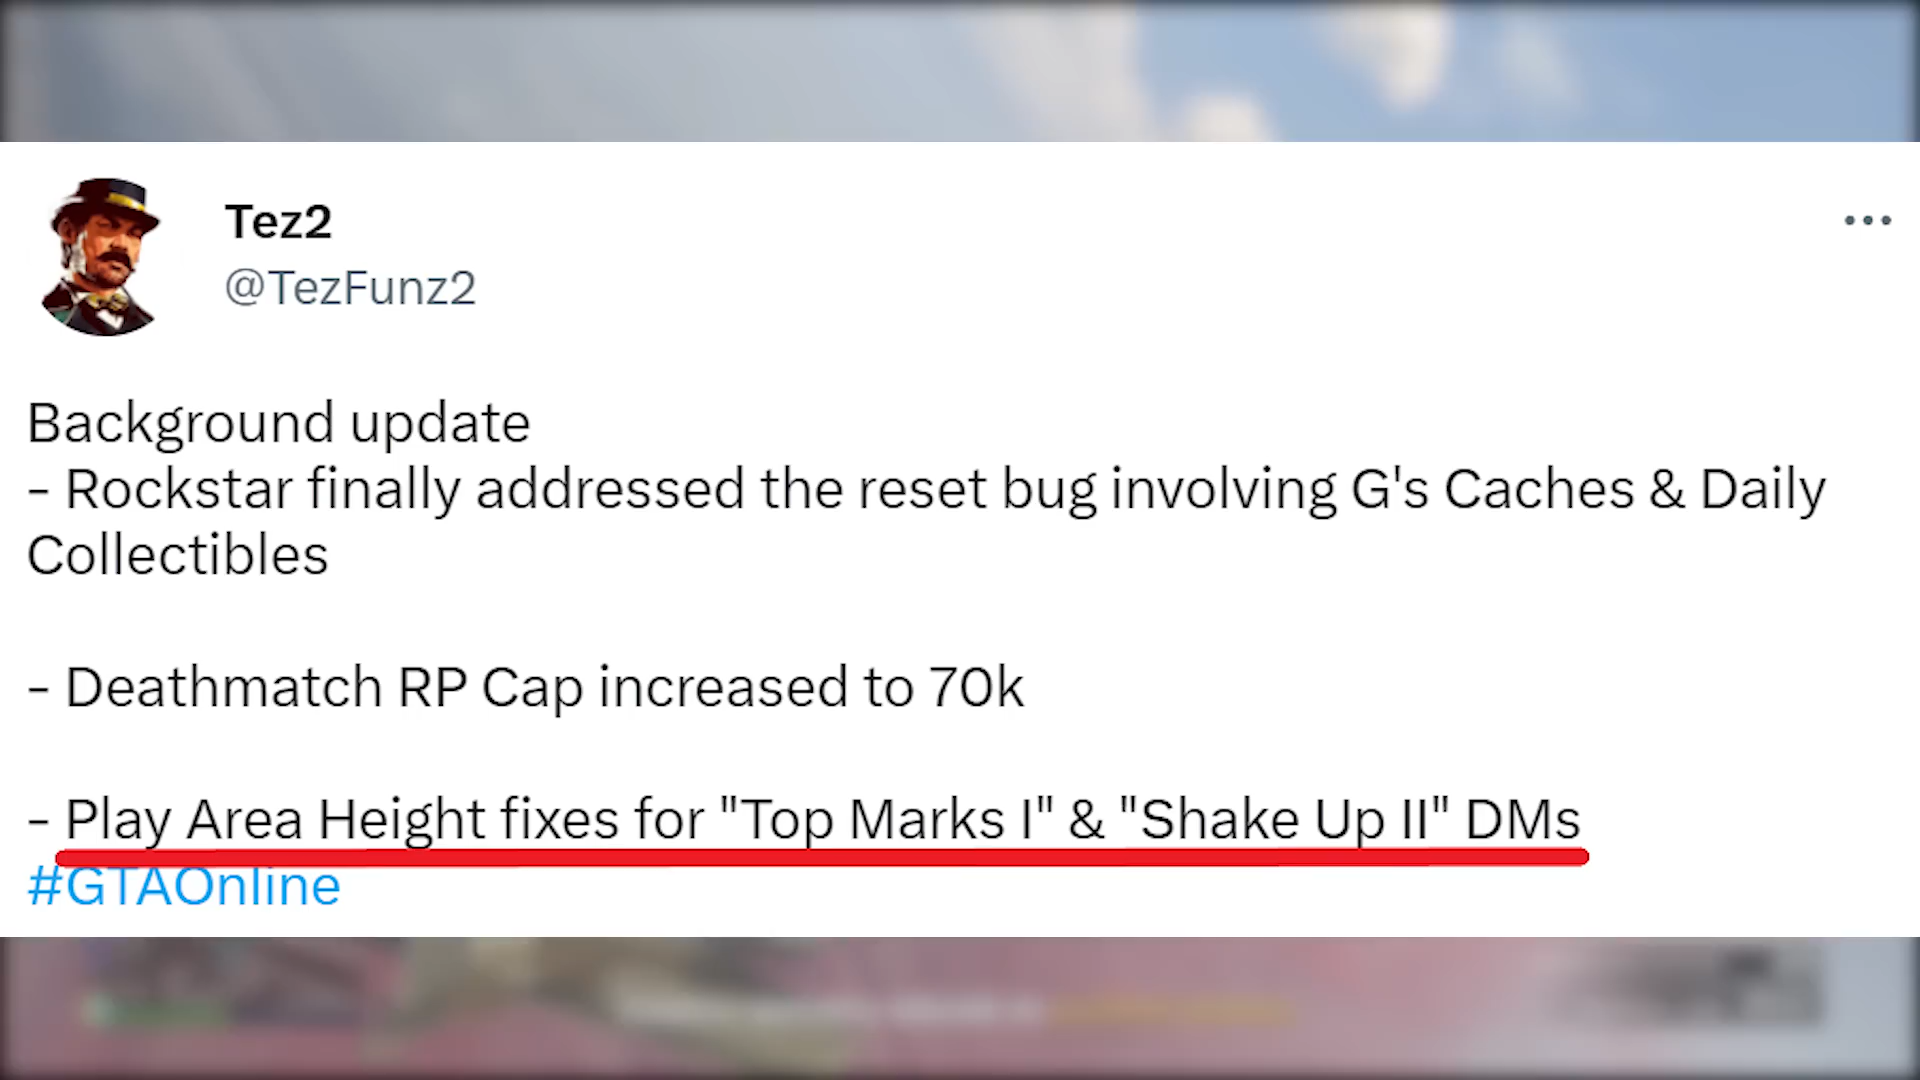 Tez2
@TezFunz2
Background update
- Rockstar finally addressed the reset bug involving G's Caches & Daily
Collectibles
- Deathmatch RP Cap increased to 70k
- Play Area Height fixes for "Top Marks I" & "Shake Up II" DMs
#GTAOnline